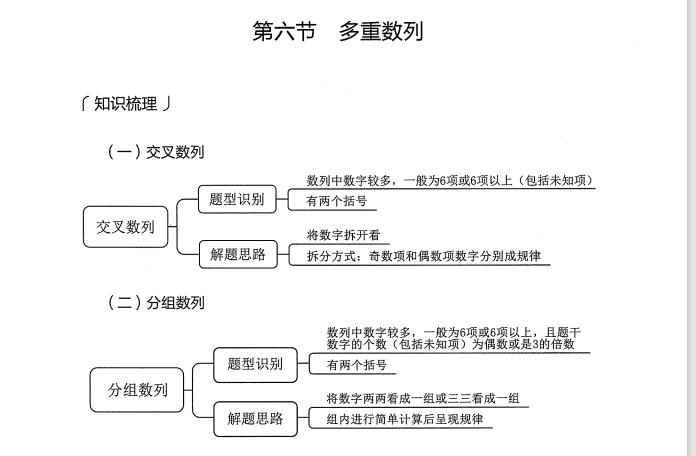 第六节　多重数列
知识梳理
（一）交叉数列
数列中数字较多，一般为6项或6项以上（包括未知项）
题型识别
有两个括号
交叉数列
将数字拆开看
解题思路
拆分方式：奇数项和偶数项数字分别成规律
（二）分组数列
数列中数字较多，一般为6项或6项以上，且题干
数字的个数（包括未知项）为偶数或是3的倍数
题型识别
有两个括号
分组数列
将数字两两看成一组或三三看成一组
解题思路
组内进行简单计算后呈现规律